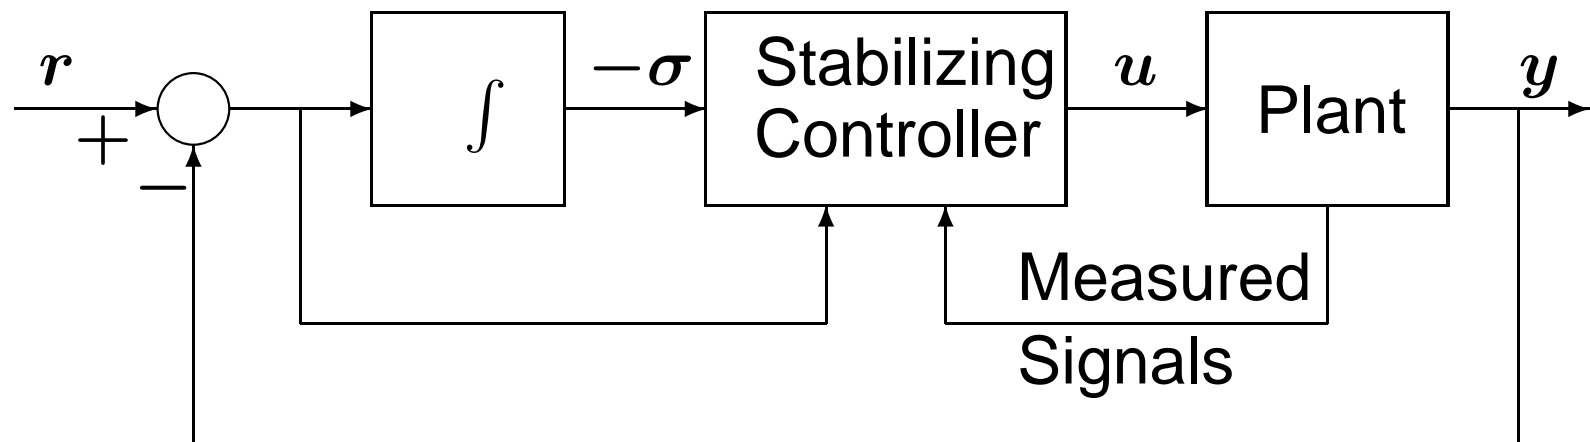 r
+
−
∫
−σ
Stabilizing
Controller
u
Plant
y
Measured
Signals